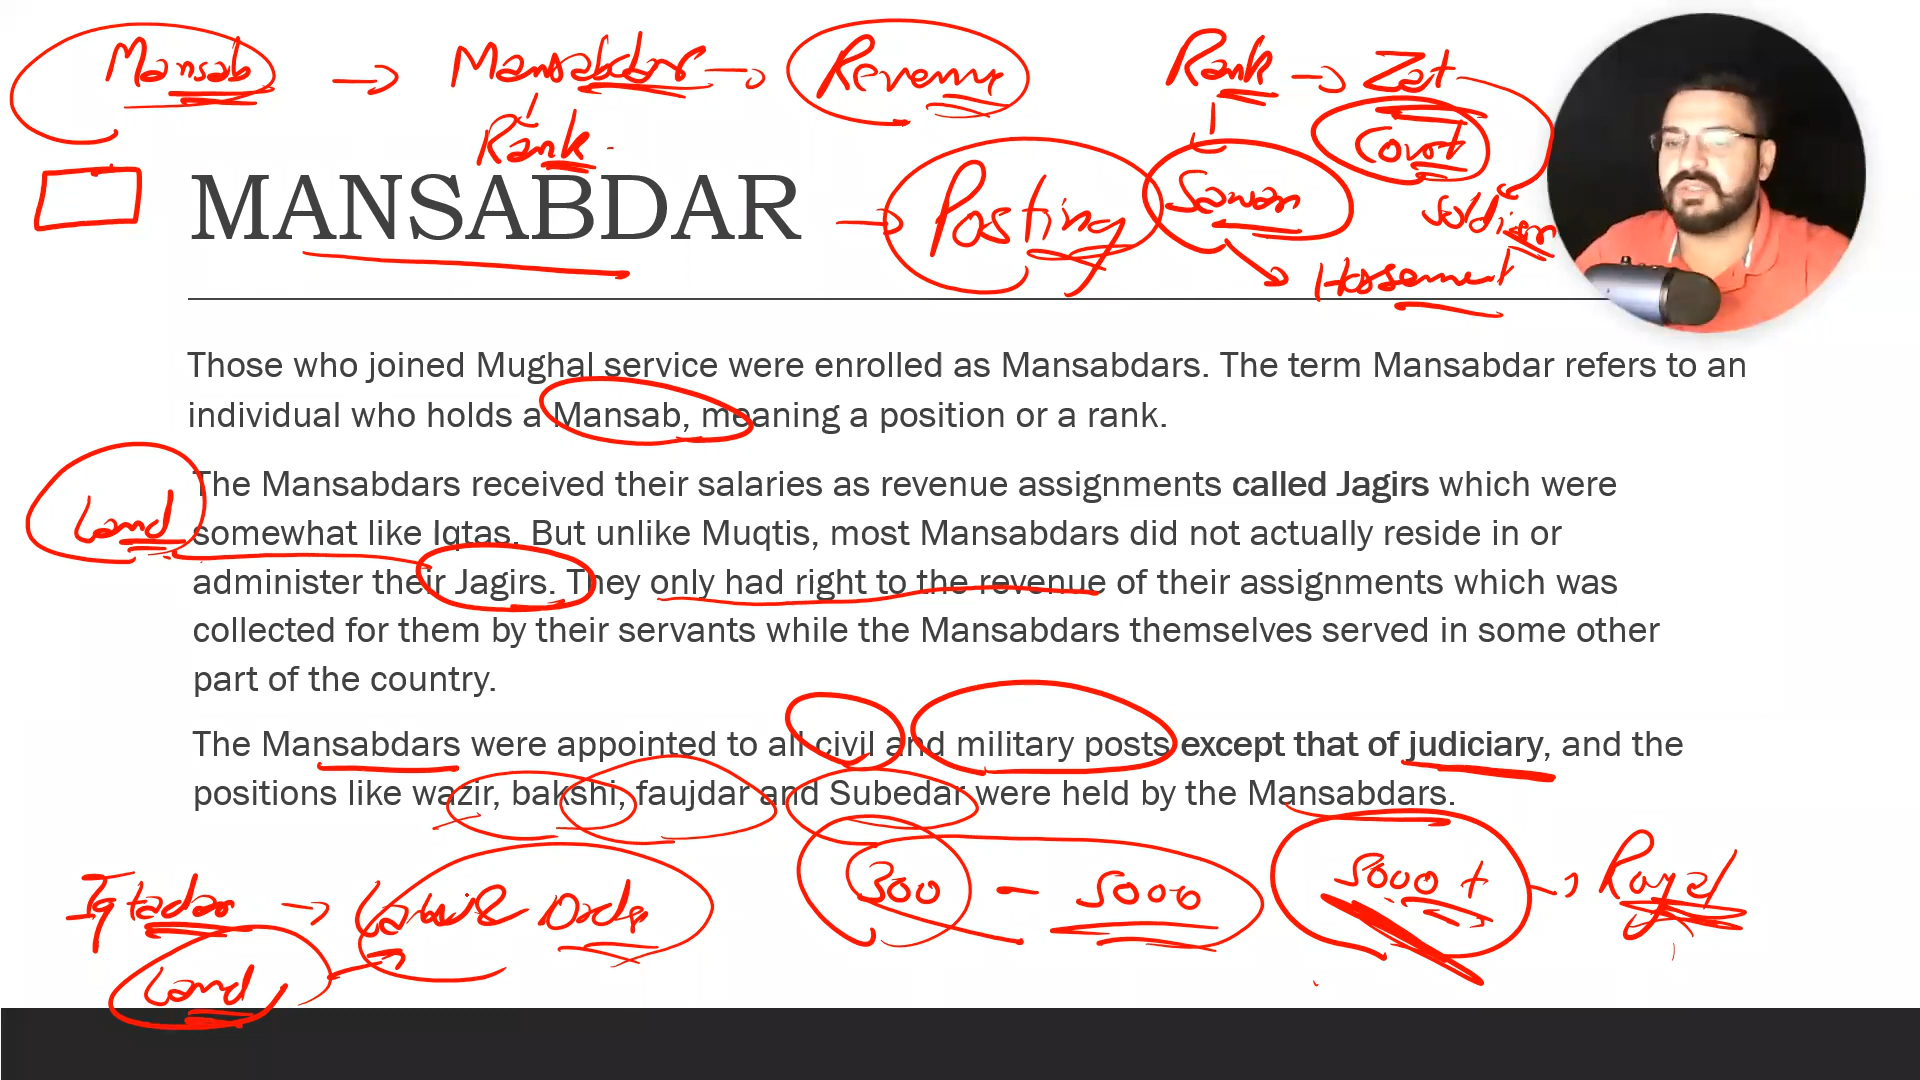 Mansab → Mansabdar → Revenue
Rank → Zat
Rank
Court
MANSABDAR → Posting
Sawar
Soldier
Those who joined Mughal service were enrolled as Mansabdars. The term Mansabdar refers to an
individual who holds a Mansab, meaning a position or a rank.
Land
The Mansabdars received their salaries as revenue assignments called Jagirs which were
somewhat like Iqtas. But unlike Muqtis, most Mansabdars did not actually reside in or
administer their Jagirs. They only had right to the revenue of their assignments which was
collected for them by their servants while the Mansabdars themselves served in some other
part of the country.
The Mansabdars were appointed to all civil and military posts except that of judiciary, and the
positions like wazir, bakshi, faujdar and Subedar were held by the Mansabdars.
Iqtadar →
300 - 5000
5000 + → Royal
Land